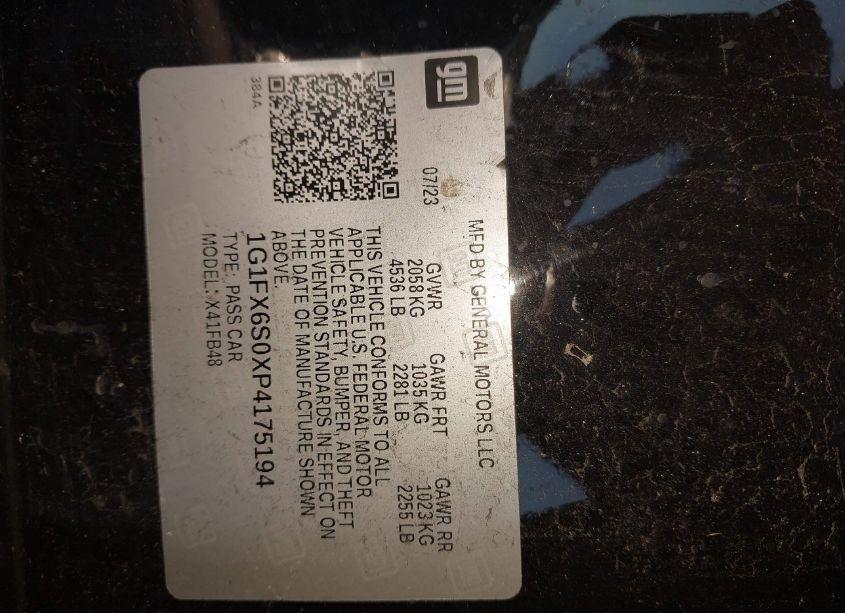 gm
07/23
MFD BY GENERAL MOTORS LLC
GVWR GAWR FRT GAWR RR
2058 KG 1035 KG 1023 KG
4536 LB 2281 LB 2255 LB
THIS VEHICLE CONFORMS TO ALL
APPLICABLE U.S. FEDERAL MOTOR
VEHICLE SAFETY, BUMPER, AND THEFT
PREVENTION STANDARDS IN EFFECT ON
THE DATE OF MANUFACTURE SHOWN
ABOVE.
1G1FX6S0XP4175194
TYPE: PASS CAR
MODEL: X41FB48
384A